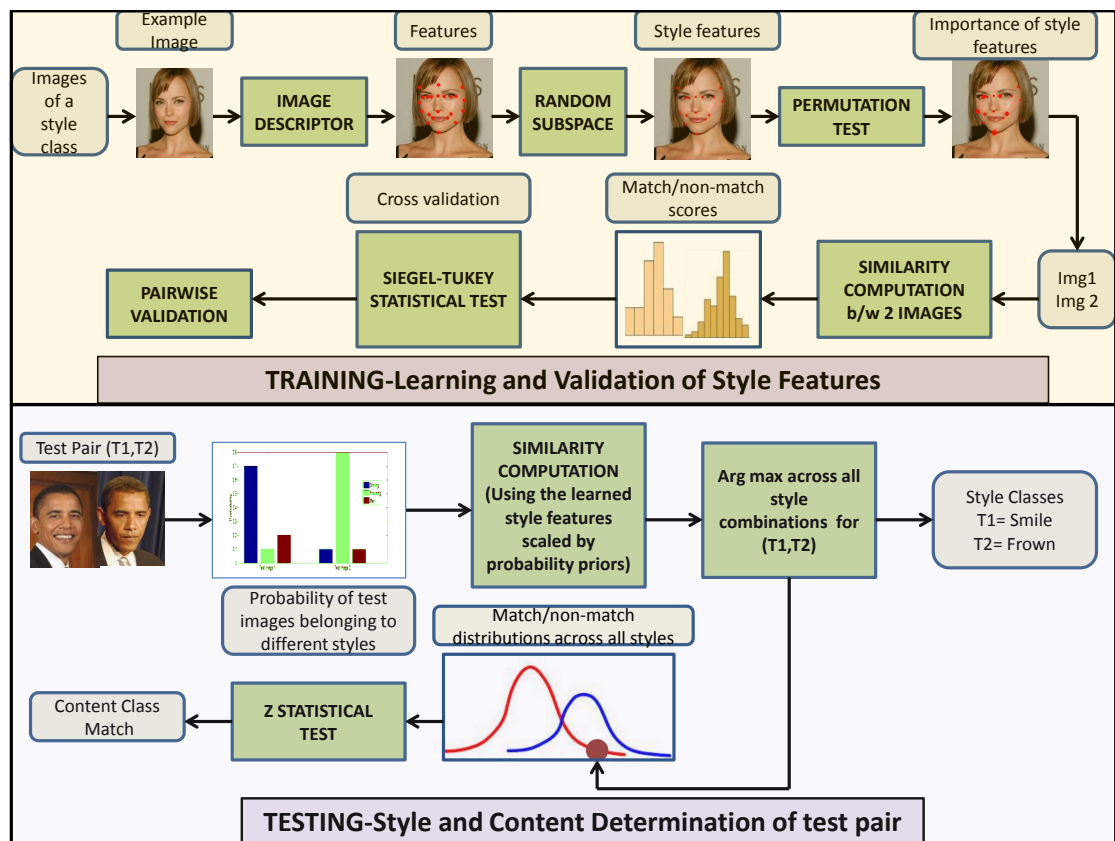 Example
Image
Features
Style features
Importance of style
features
Images
of a
style
class
IMAGE
DESCRIPTOR
RANDOM
SUBSPACE
PERMUTATION
TEST
Cross validation
Match/non-match
scores
PAIRWISE
VALIDATION
SIEGEL-TUKEY
STATISTICAL TEST
SIMILARITY
COMPUTATION
b/w 2 IMAGES
Img1
Img 2
TRAINING-Learning and Validation of Style Features
Test Pair (T1,T2)
SIMILARITY
COMPUTATION
(Using the learned
style features
scaled by
probability priors)
Arg max across all
style
combinations for
(T1,T2)
Style Classes
T1= Smile
T2= Frown
Probability of test
images belonging to
different styles
Match/non-match
distributions across all styles
Content Class
Match
Z STATISTICAL
TEST
TESTING-Style and Content Determination of test pair